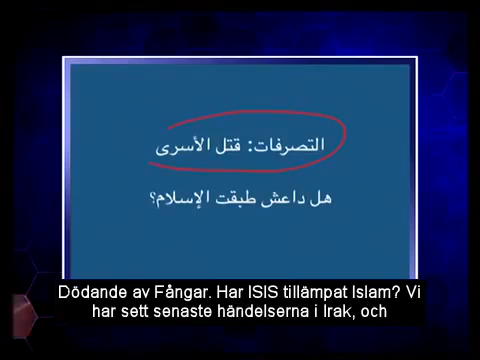 التصرفات: قتل الأسرى
هل داعش طبقت الإسلام؟
Dödande av Fångar. Har ISIS tillämpat Islam? Vi
har sett senaste händelserna i Irak, och